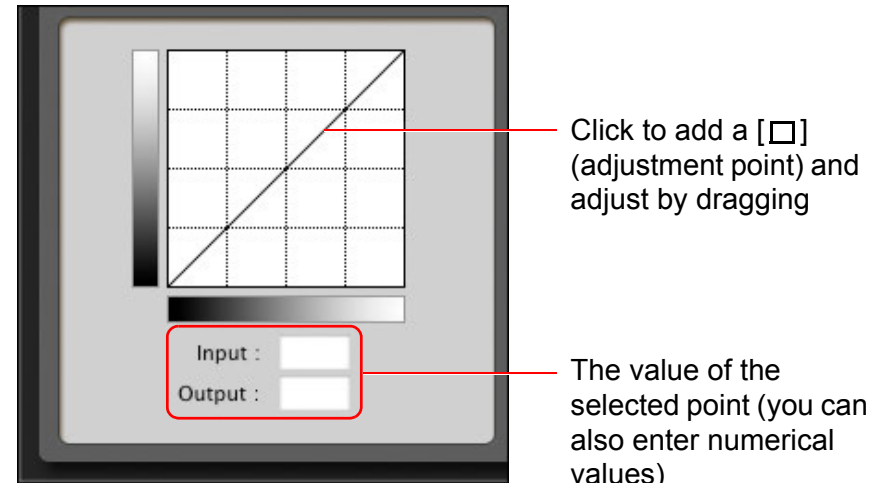 Click to add a [□]
(adjustment point) and
adjust by dragging
Input :
Output :
The value of the
selected point (you can
also enter numerical
values)